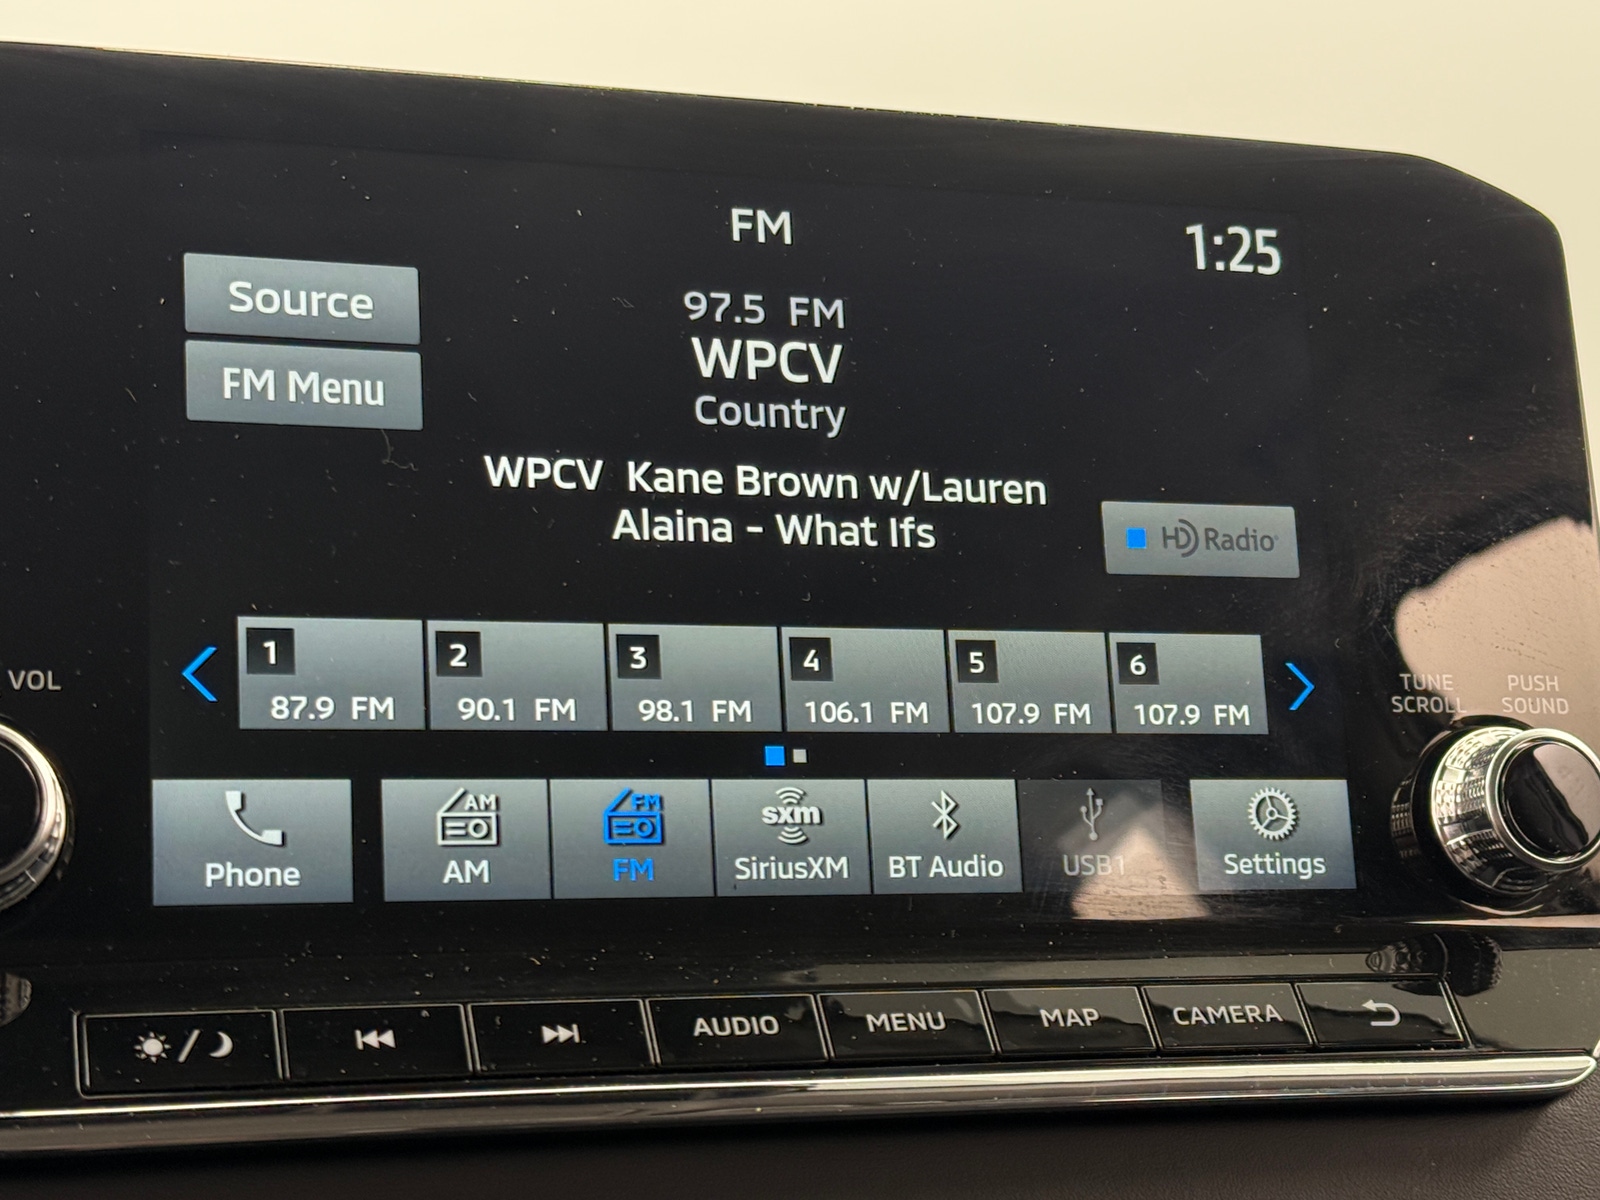 FM
1:25
Source
97.5 FM
WPCV
FM Menu
Country
WPCV Kane Brown w/Lauren
Alaina - What Ifs
HD Radio
1
2
3
4
5
6
87.9 FM
90.1 FM
98.1 FM
106.1 FM
107.9 FM
107.9 FM
VOL
TUNE
SCROLL
PUSH
SOUND
AM
FM
sxm
Phone
AM
FM
SiriusXM
BT Audio
USB1
Settings
AUDIO
MENU
MAP
CAMERA